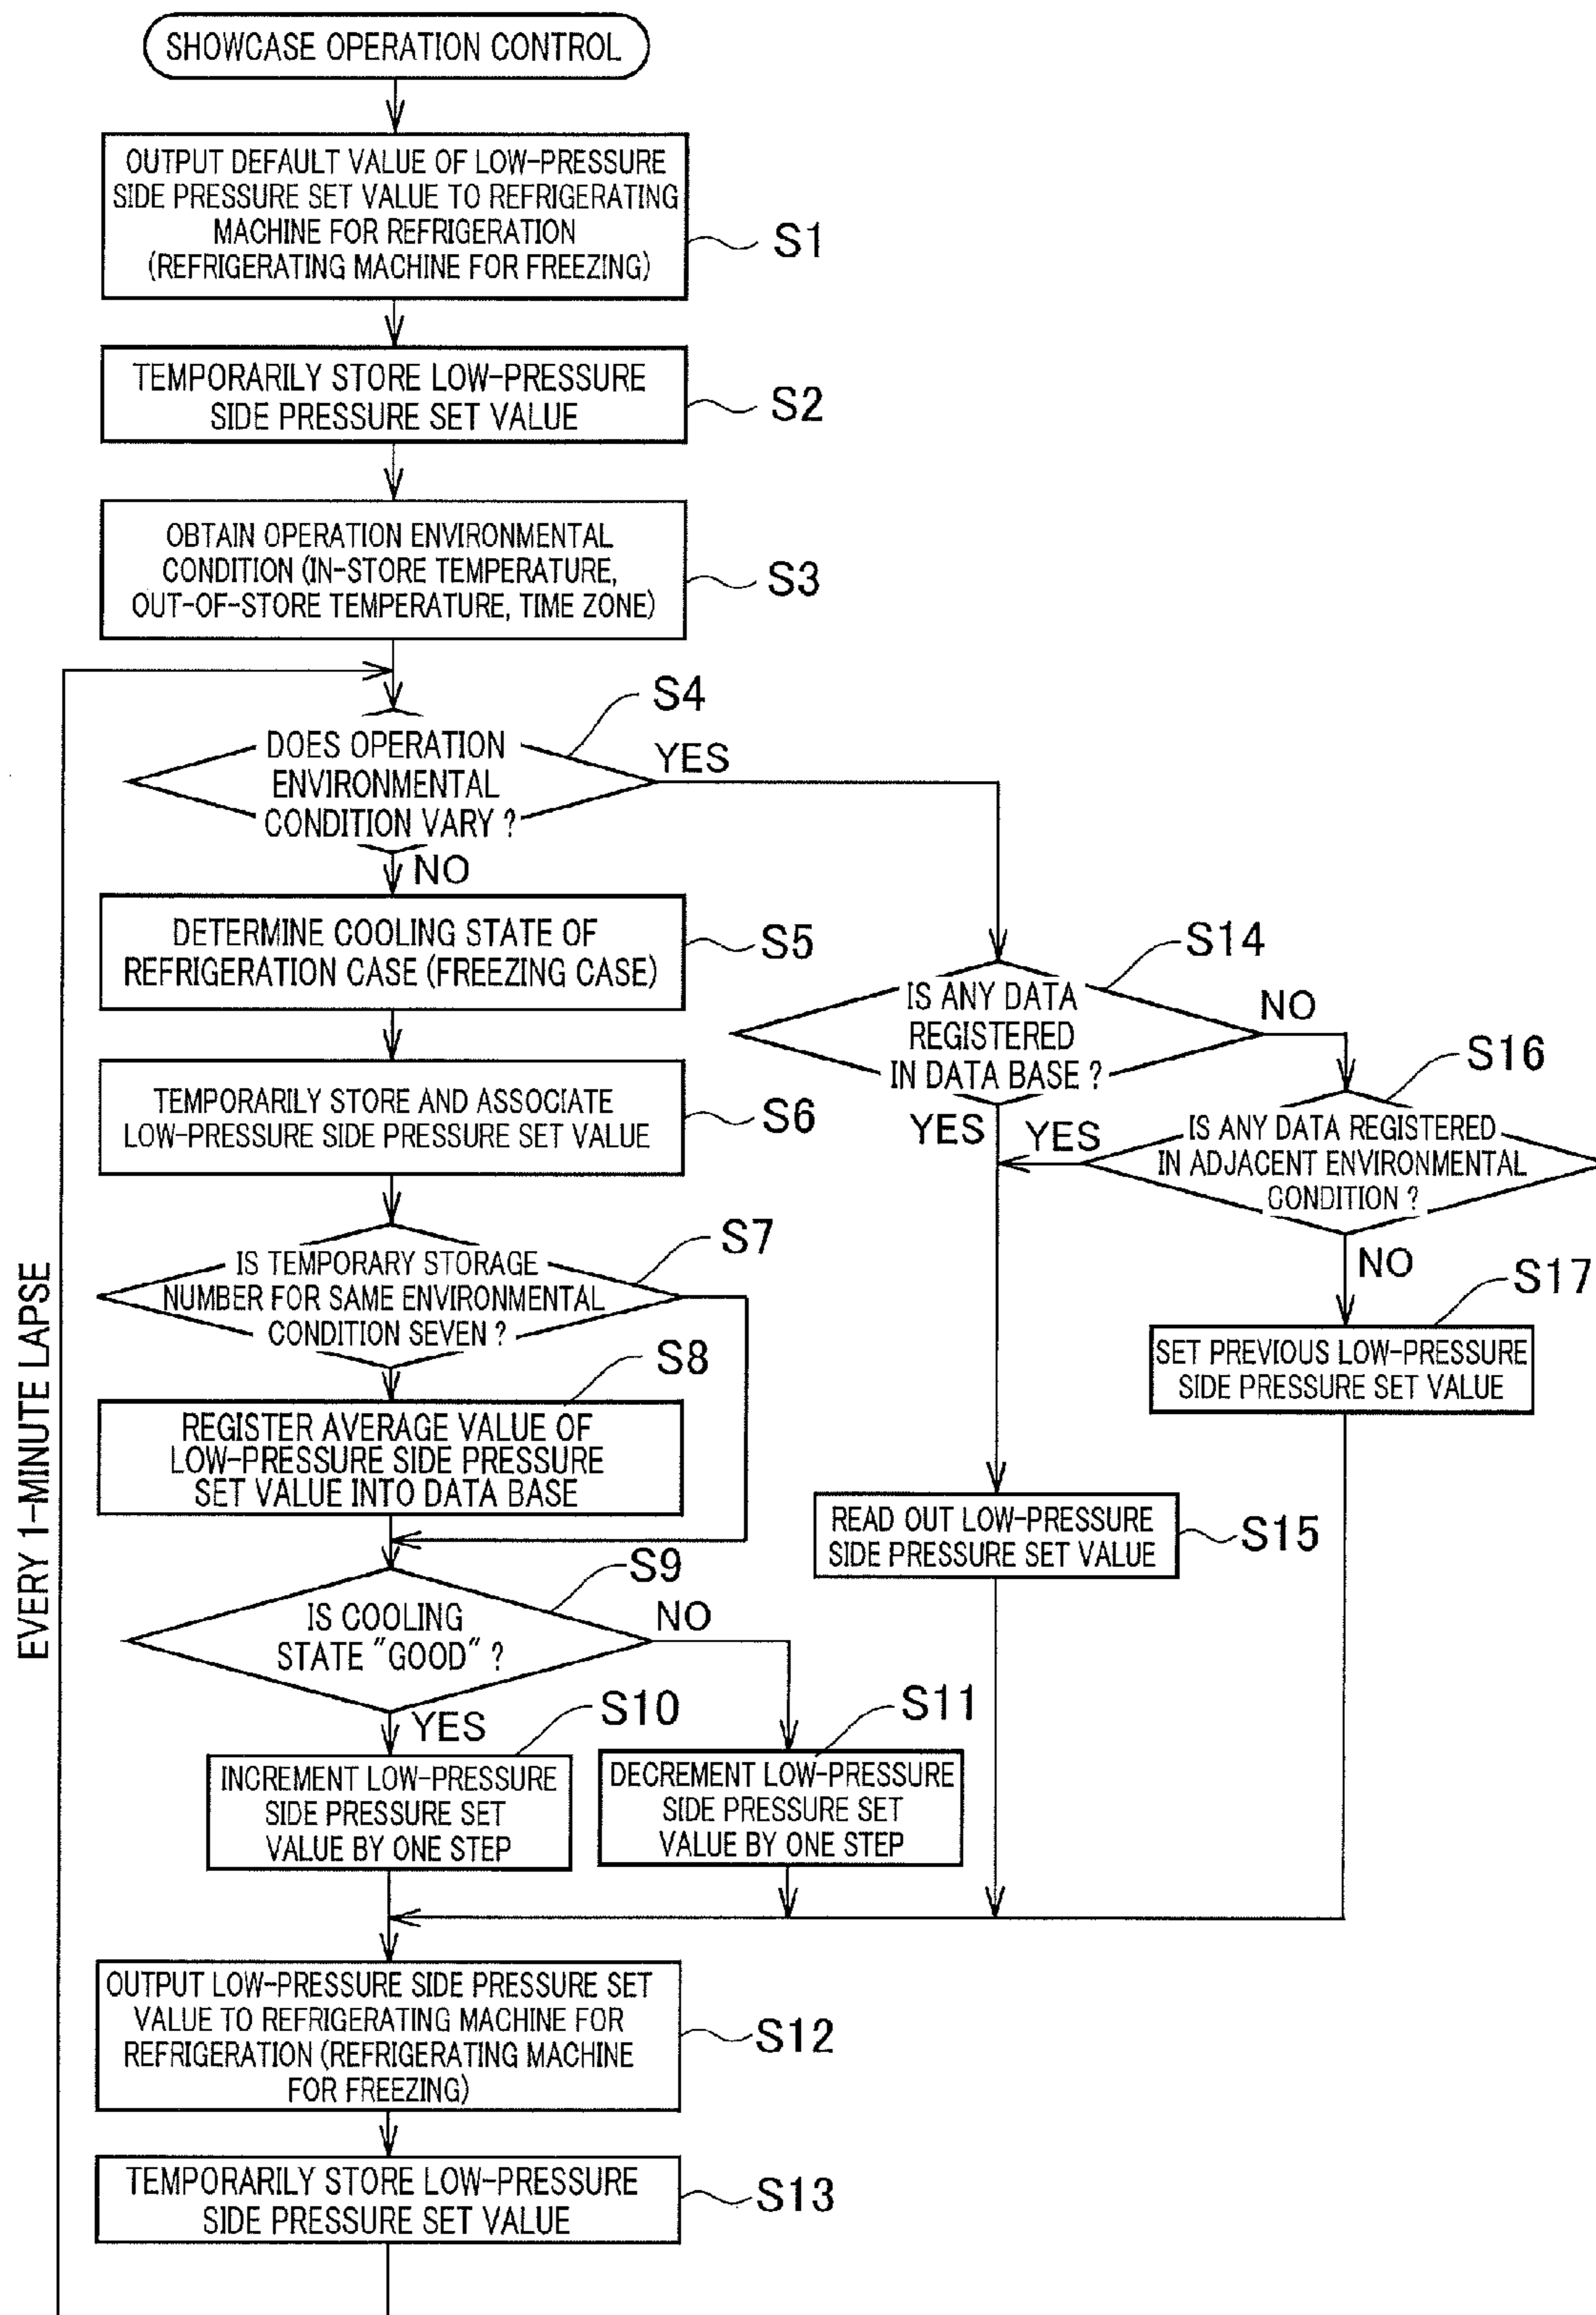 SHOWCASE OPERATION CONTROL
OUTPUT DEFAULT VALUE OF LOW-PRESSURE
SIDE PRESSURE SET VALUE TO REFRIGERATING
MACHINE FOR REFRIGERATION
(REFRIGERATING MACHINE FOR FREEZING)
S1
TEMPORARILY STORE LOW-PRESSURE
SIDE PRESSURE SET VALUE
S2
OBTAIN OPERATION ENVIRONMENTAL
CONDITION (IN-STORE TEMPERATURE,
OUT-OF-STORE TEMPERATURE, TIME ZONE)
S3
S4
DOES OPERATION
ENVIRONMENTAL
CONDITION VARY ?
YES
NO
DETERMINE COOLING STATE OF
REFRIGERATION CASE (FREEZING CASE)
S5
TEMPORARILY STORE AND ASSOCIATE
LOW-PRESSURE SIDE PRESSURE SET VALUE
S6
S7
IS TEMPORARY STORAGE
NUMBER FOR SAME ENVIRONMENTAL
CONDITION SEVEN ?
S8
REGISTER AVERAGE VALUE OF
LOW-PRESSURE SIDE PRESSURE
SET VALUE INTO DATA BASE
S9
IS COOLING
STATE "GOOD" ?
NO
YES
S10
INCREMENT LOW-PRESSURE
SIDE PRESSURE SET
VALUE BY ONE STEP
S11
DECREMENT LOW-PRESSURE
SIDE PRESSURE SET
VALUE BY ONE STEP
S14
IS ANY DATA
REGISTERED
IN DATA BASE ?
NO
YES
S16
IS ANY DATA REGISTERED
IN ADJACENT ENVIRONMENTAL
CONDITION ?
YES
NO
S17
SET PREVIOUS LOW-PRESSURE
SIDE PRESSURE SET VALUE
READ OUT LOW-PRESSURE
SIDE PRESSURE SET VALUE
S15
OUTPUT LOW-PRESSURE SIDE PRESSURE SET
VALUE TO REFRIGERATING MACHINE FOR
REFRIGERATION (REFRIGERATING MACHINE
FOR FREEZING)
S12
TEMPORARILY STORE LOW-PRESSURE
SIDE PRESSURE SET VALUE
S13
EVERY 1-MINUTE LAPSE